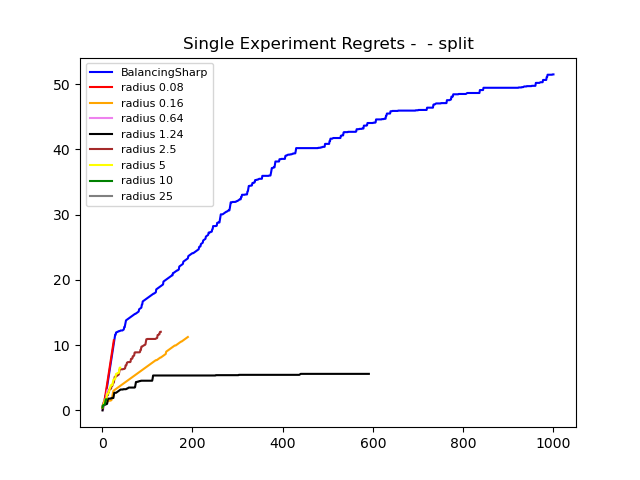 Single Experiment Regrets -  - split
BalancingSharp
radius 0.08
radius 0.16
radius 0.64
radius 1.24
radius 2.5
radius 5
radius 10
radius 25
50
40
30
20
10
0
0 200 400 600 800 1000